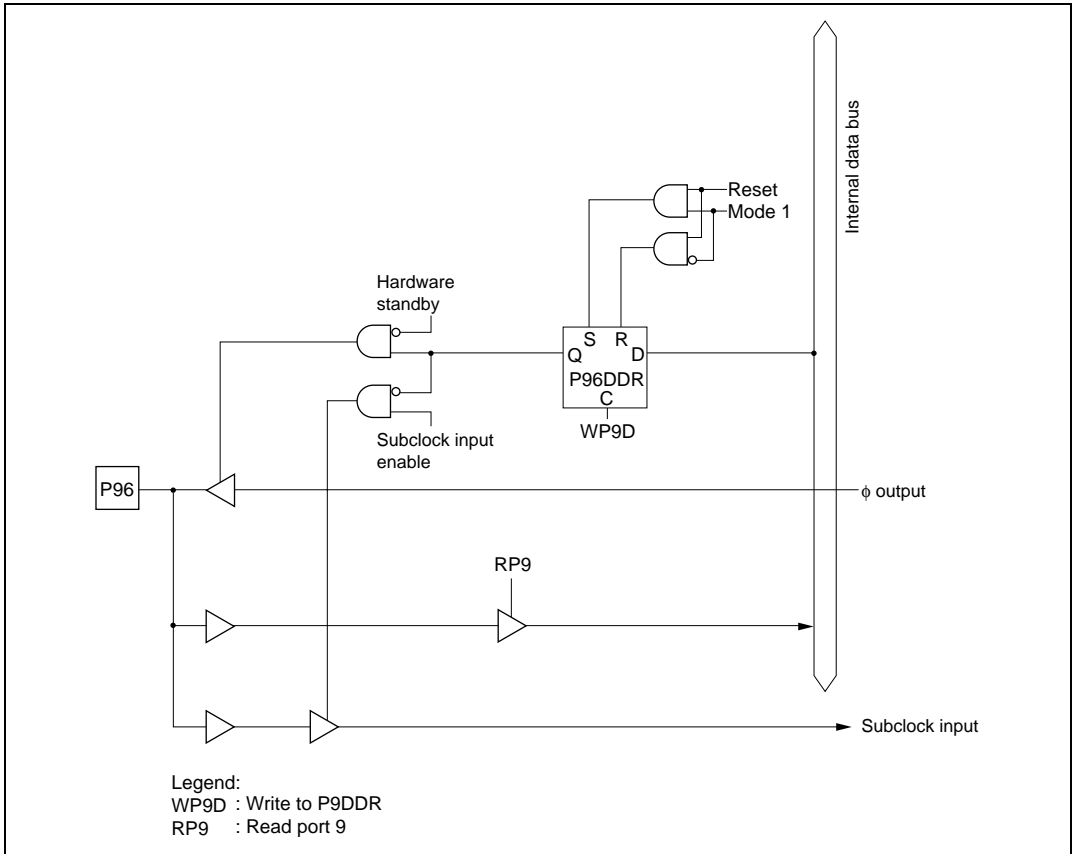 Internal data bus
Reset
Mode 1
Hardware
standby
S R
Q D
P96DDR
C
WP9D
Subclock input
enable
P96
ϕ output
RP9
Subclock input
Legend:
WP9D : Write to P9DDR
RP9 : Read port 9